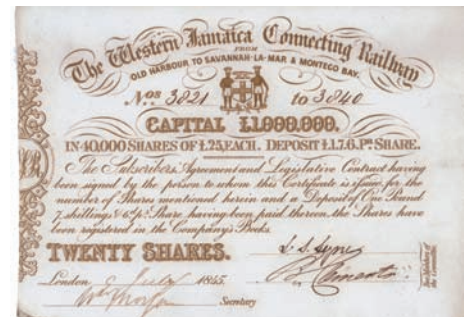 The Western Jamaica Connecting Railway
FROM
OLD HARBOUR TO SAVANNAH-LA-MAR & MONTEGO BAY.
Nos 3821 to 3840
CAPITAL £1,000,000.
IN 40,000 SHARES OF £25, EACH. DEPOSIT £1.7.6. Pr. SHARE.
The Subscribers' Agreement and Legislative Contract having
been signed by the person to whom this Certificate is issued for the
number of Shares mentioned herein and a Deposit of One Pound
7, shillings & 6d pr. Share having been paid thereon, the Shares have
been registered in the Company's Books.
TWENTY SHARES.
London July 1845.
Secretary